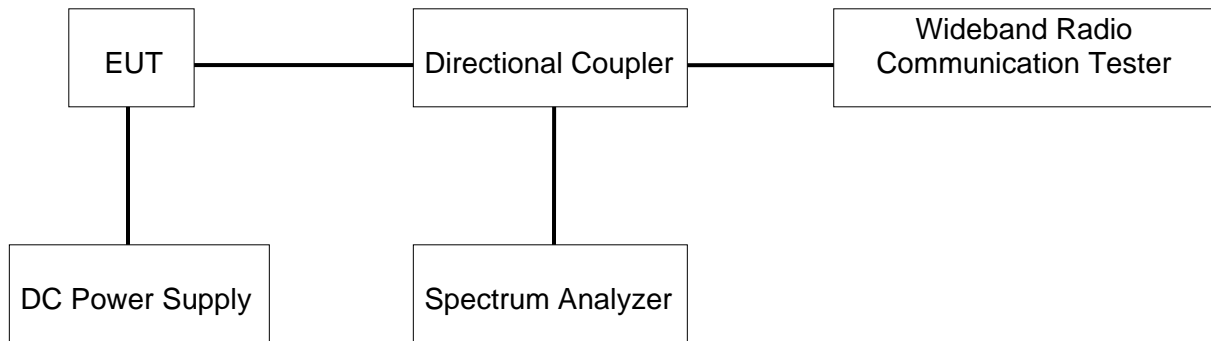 EUT
Directional Coupler
Wideband Radio
Communication Tester
DC Power Supply
Spectrum Analyzer